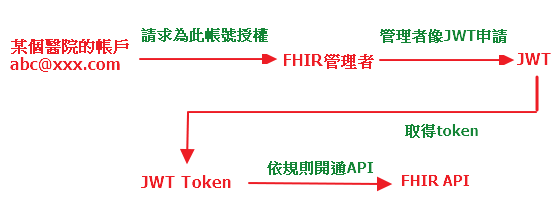 某個醫院的帳戶
abc@xxx.com
請求為此帳號授權
FHIR管理者
管理者像JWT申請
JWT
取得token
JWT Token
依規則開通API
FHIR API